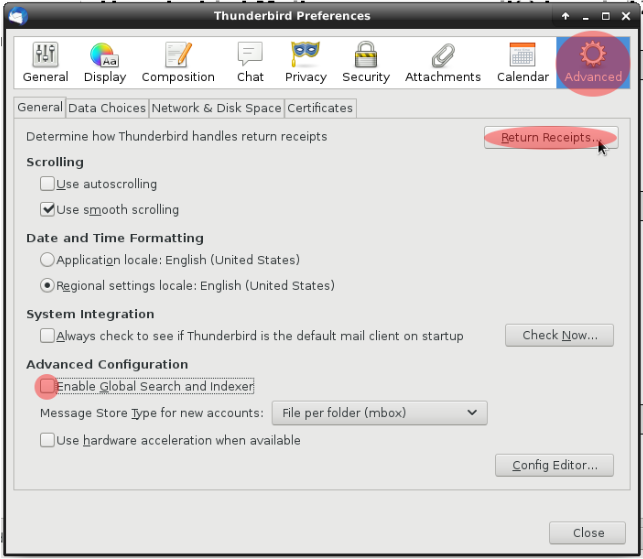 Thunderbird Preferences
General Display Composition Chat Privacy Security Attachments Calendar Advanced
General Data Choices Network & Disk Space Certificates
Determine how Thunderbird handles return receipts Return Receipts...
Scrolling
Use autoscrolling
Use smooth scrolling
Date and Time Formatting
Application locale: English (United States)
Regional settings locale: English (United States)
System Integration
Always check to see if Thunderbird is the default mail client on startup Check Now...
Advanced Configuration
Enable Global Search and Indexer
Message Store Type for new accounts: File per folder (mbox)
Use hardware acceleration when available
Config Editor...
Close